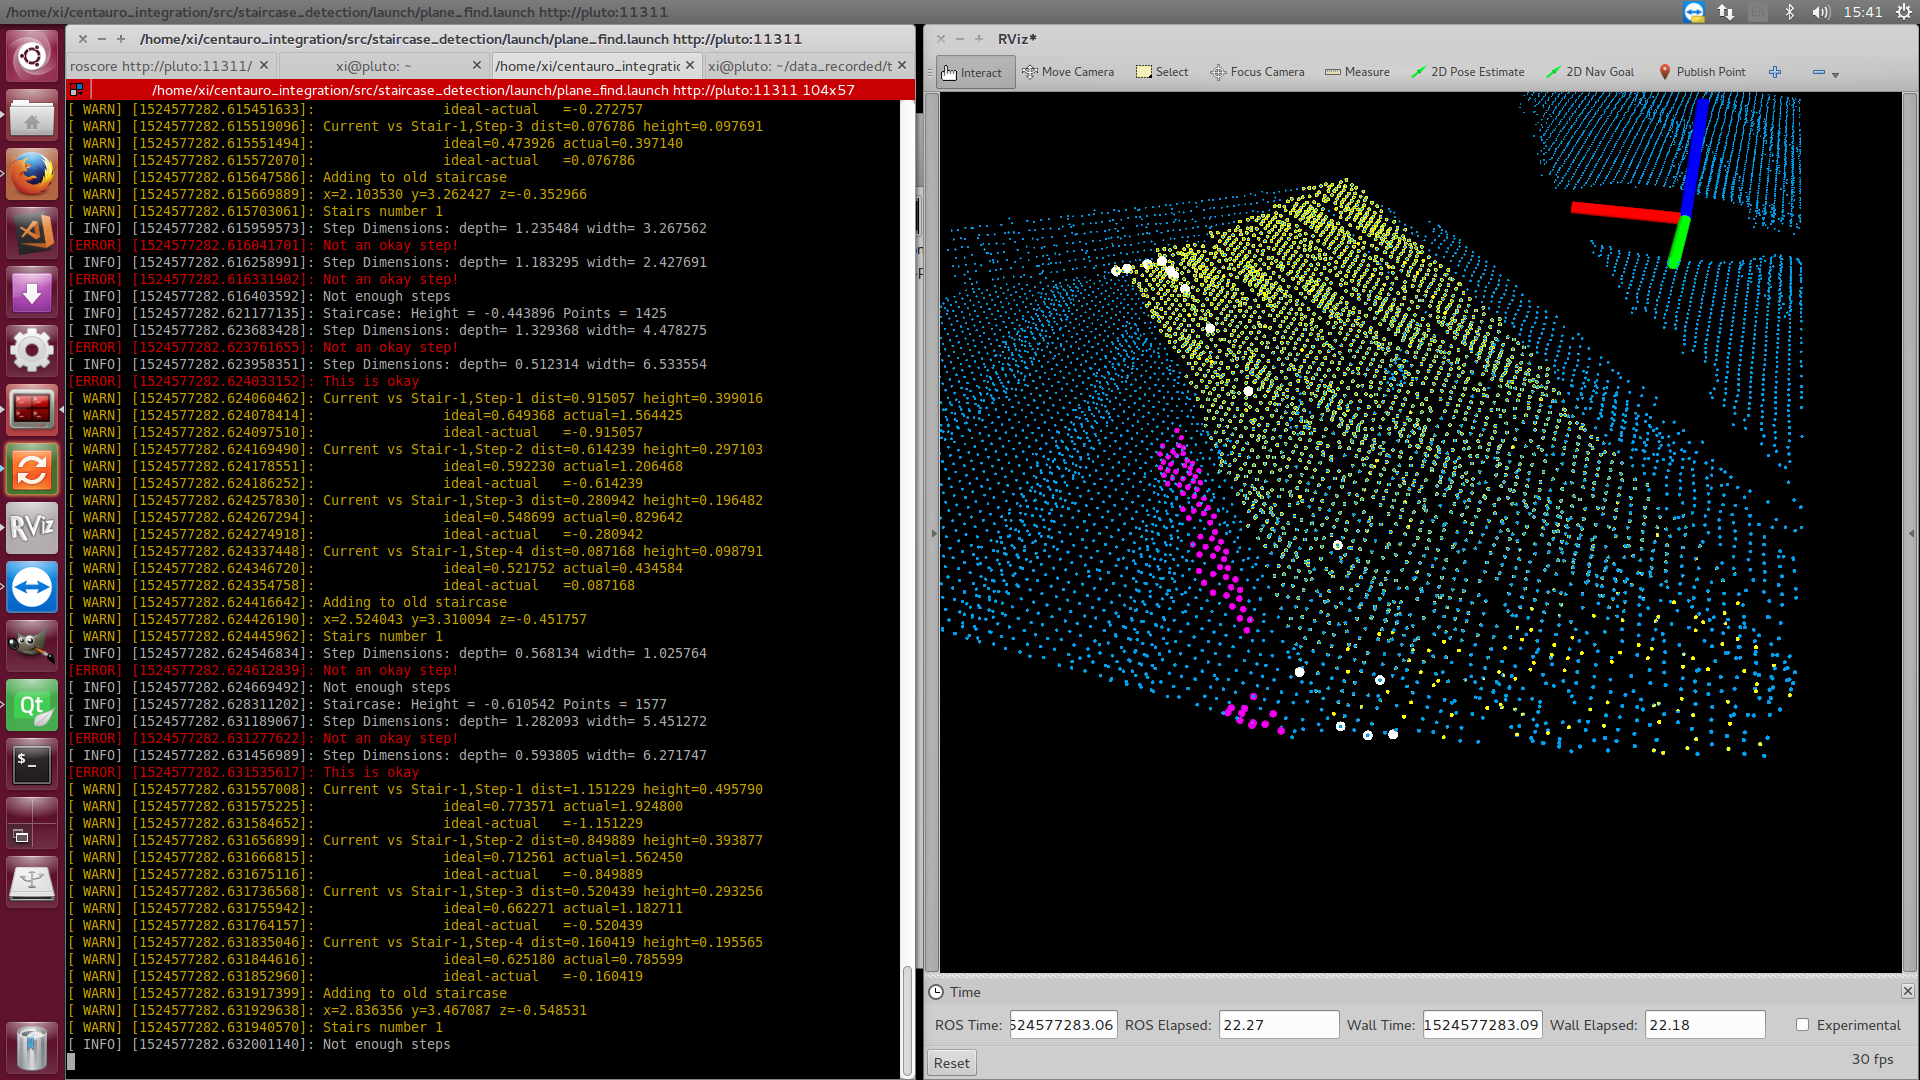 /home/xi/centauro_integration/src/staircase_detection/launch/plane_find.launch http://pluto:11311
En
15:41
/home/xi/centauro_integration/src/staircase_detection/launch/plane_find.launch http://pluto:11311
roscore http://pluto:11311/
xi@pluto: ~
/home/xi/centauro_integratio
xi@pluto: ~/data_recorded/t
/home/xi/centauro_integration/src/staircase_detection/launch/plane_find.launch http://pluto:11311 104x57
[ WARN] [1524577282.615451633]:                ideal-actual   =-0.272757
[ WARN] [1524577282.615519096]: Current vs Stair-1,Step-3 dist=0.076786 height=0.097691
[ WARN] [1524577282.615551494]:                ideal=0.473926 actual=0.397140
[ WARN] [1524577282.615572070]:                ideal-actual   =0.076786
[ WARN] [1524577282.615647586]: Adding to old staircase
[ WARN] [1524577282.615669889]: x=2.103530 y=3.262427 z=-0.352966
[ WARN] [1524577282.615703061]: Stairs number 1
[ INFO] [1524577282.615959573]: Step Dimensions: depth= 1.235484 width= 3.267562
[ERROR] [1524577282.616041701]: Not an okay step!
[ INFO] [1524577282.616258991]: Step Dimensions: depth= 1.183295 width= 2.427691
[ERROR] [1524577282.616331902]: Not an okay step!
[ INFO] [1524577282.616403592]: Not enough steps
[ INFO] [1524577282.621177135]: Staircase: Height = -0.443896 Points = 1425
[ INFO] [1524577282.623683428]: Step Dimensions: depth= 1.329368 width= 4.478275
[ERROR] [1524577282.623761655]: Not an okay step!
[ INFO] [1524577282.623958351]: Step Dimensions: depth= 0.512314 width= 6.533554
[ERROR] [1524577282.624033152]: This is okay
[ WARN] [1524577282.624060462]: Current vs Stair-1,Step-1 dist=0.915057 height=0.399016
[ WARN] [1524577282.624078414]:                ideal=0.649368 actual=1.564425
[ WARN] [1524577282.624097510]:                ideal-actual   =-0.915057
[ WARN] [1524577282.624169490]: Current vs Stair-1,Step-2 dist=0.614239 height=0.297103
[ WARN] [1524577282.624178551]:                ideal=0.592230 actual=1.206468
[ WARN] [1524577282.624186252]:                ideal-actual   =-0.614239
[ WARN] [1524577282.624257830]: Current vs Stair-1,Step-3 dist=0.280942 height=0.196482
[ WARN] [1524577282.624267294]:                ideal=0.548699 actual=0.829642
[ WARN] [1524577282.624274918]:                ideal-actual   =-0.280942
[ WARN] [1524577282.624337448]: Current vs Stair-1,Step-4 dist=0.087168 height=0.098791
[ WARN] [1524577282.624346720]:                ideal=0.521752 actual=0.434584
[ WARN] [1524577282.624354758]:                ideal-actual   =0.087168
[ WARN] [1524577282.624416642]: Adding to old staircase
[ WARN] [1524577282.624426190]: x=2.524043 y=3.310094 z=-0.451757
[ WARN] [1524577282.624445962]: Stairs number 1
[ INFO] [1524577282.624546834]: Step Dimensions: depth= 0.568134 width= 1.025764
[ERROR] [1524577282.624612839]: Not an okay step!
[ INFO] [1524577282.624669492]: Not enough steps
[ INFO] [1524577282.628311202]: Staircase: Height = -0.610542 Points = 1577
[ INFO] [1524577282.631189067]: Step Dimensions: depth= 1.282093 width= 5.451272
[ERROR] [1524577282.631277622]: Not an okay step!
[ INFO] [1524577282.631456989]: Step Dimensions: depth= 0.593805 width= 6.271747
[ERROR] [1524577282.631535617]: This is okay
[ WARN] [1524577282.631557008]: Current vs Stair-1,Step-1 dist=1.151229 height=0.495790
[ WARN] [1524577282.631575225]:                ideal=0.773571 actual=1.924800
[ WARN] [1524577282.631584652]:                ideal-actual   =-1.151229
[ WARN] [1524577282.631656899]: Current vs Stair-1,Step-2 dist=0.849889 height=0.393877
[ WARN] [1524577282.631666815]:                ideal=0.712561 actual=1.562450
[ WARN] [1524577282.631675116]:                ideal-actual   =-0.849889
[ WARN] [1524577282.631736568]: Current vs Stair-1,Step-3 dist=0.520439 height=0.293256
[ WARN] [1524577282.631755942]:                ideal=0.662271 actual=1.182711
[ WARN] [1524577282.631764157]:                ideal-actual   =-0.520439
[ WARN] [1524577282.631835046]: Current vs Stair-1,Step-4 dist=0.160419 height=0.195565
[ WARN] [1524577282.631844616]:                ideal=0.625180 actual=0.785599
[ WARN] [1524577282.631852960]:                ideal-actual   =-0.160419
[ WARN] [1524577282.631917399]: Adding to old staircase
[ WARN] [1524577282.631929638]: x=2.836356 y=3.467087 z=-0.548531
[ WARN] [1524577282.631940570]: Stairs number 1
[ INFO] [1524577282.632001140]: Not enough steps
RViz
Qt
$ _
RViz*
Interact
Move Camera
Select
Focus Camera
Measure
2D Pose Estimate
2D Nav Goal
Publish Point
Time
ROS Time: 524577283.06
ROS Elapsed: 22.27
Wall Time: 1524577283.09
Wall Elapsed: 22.18
Experimental
Reset
30 fps